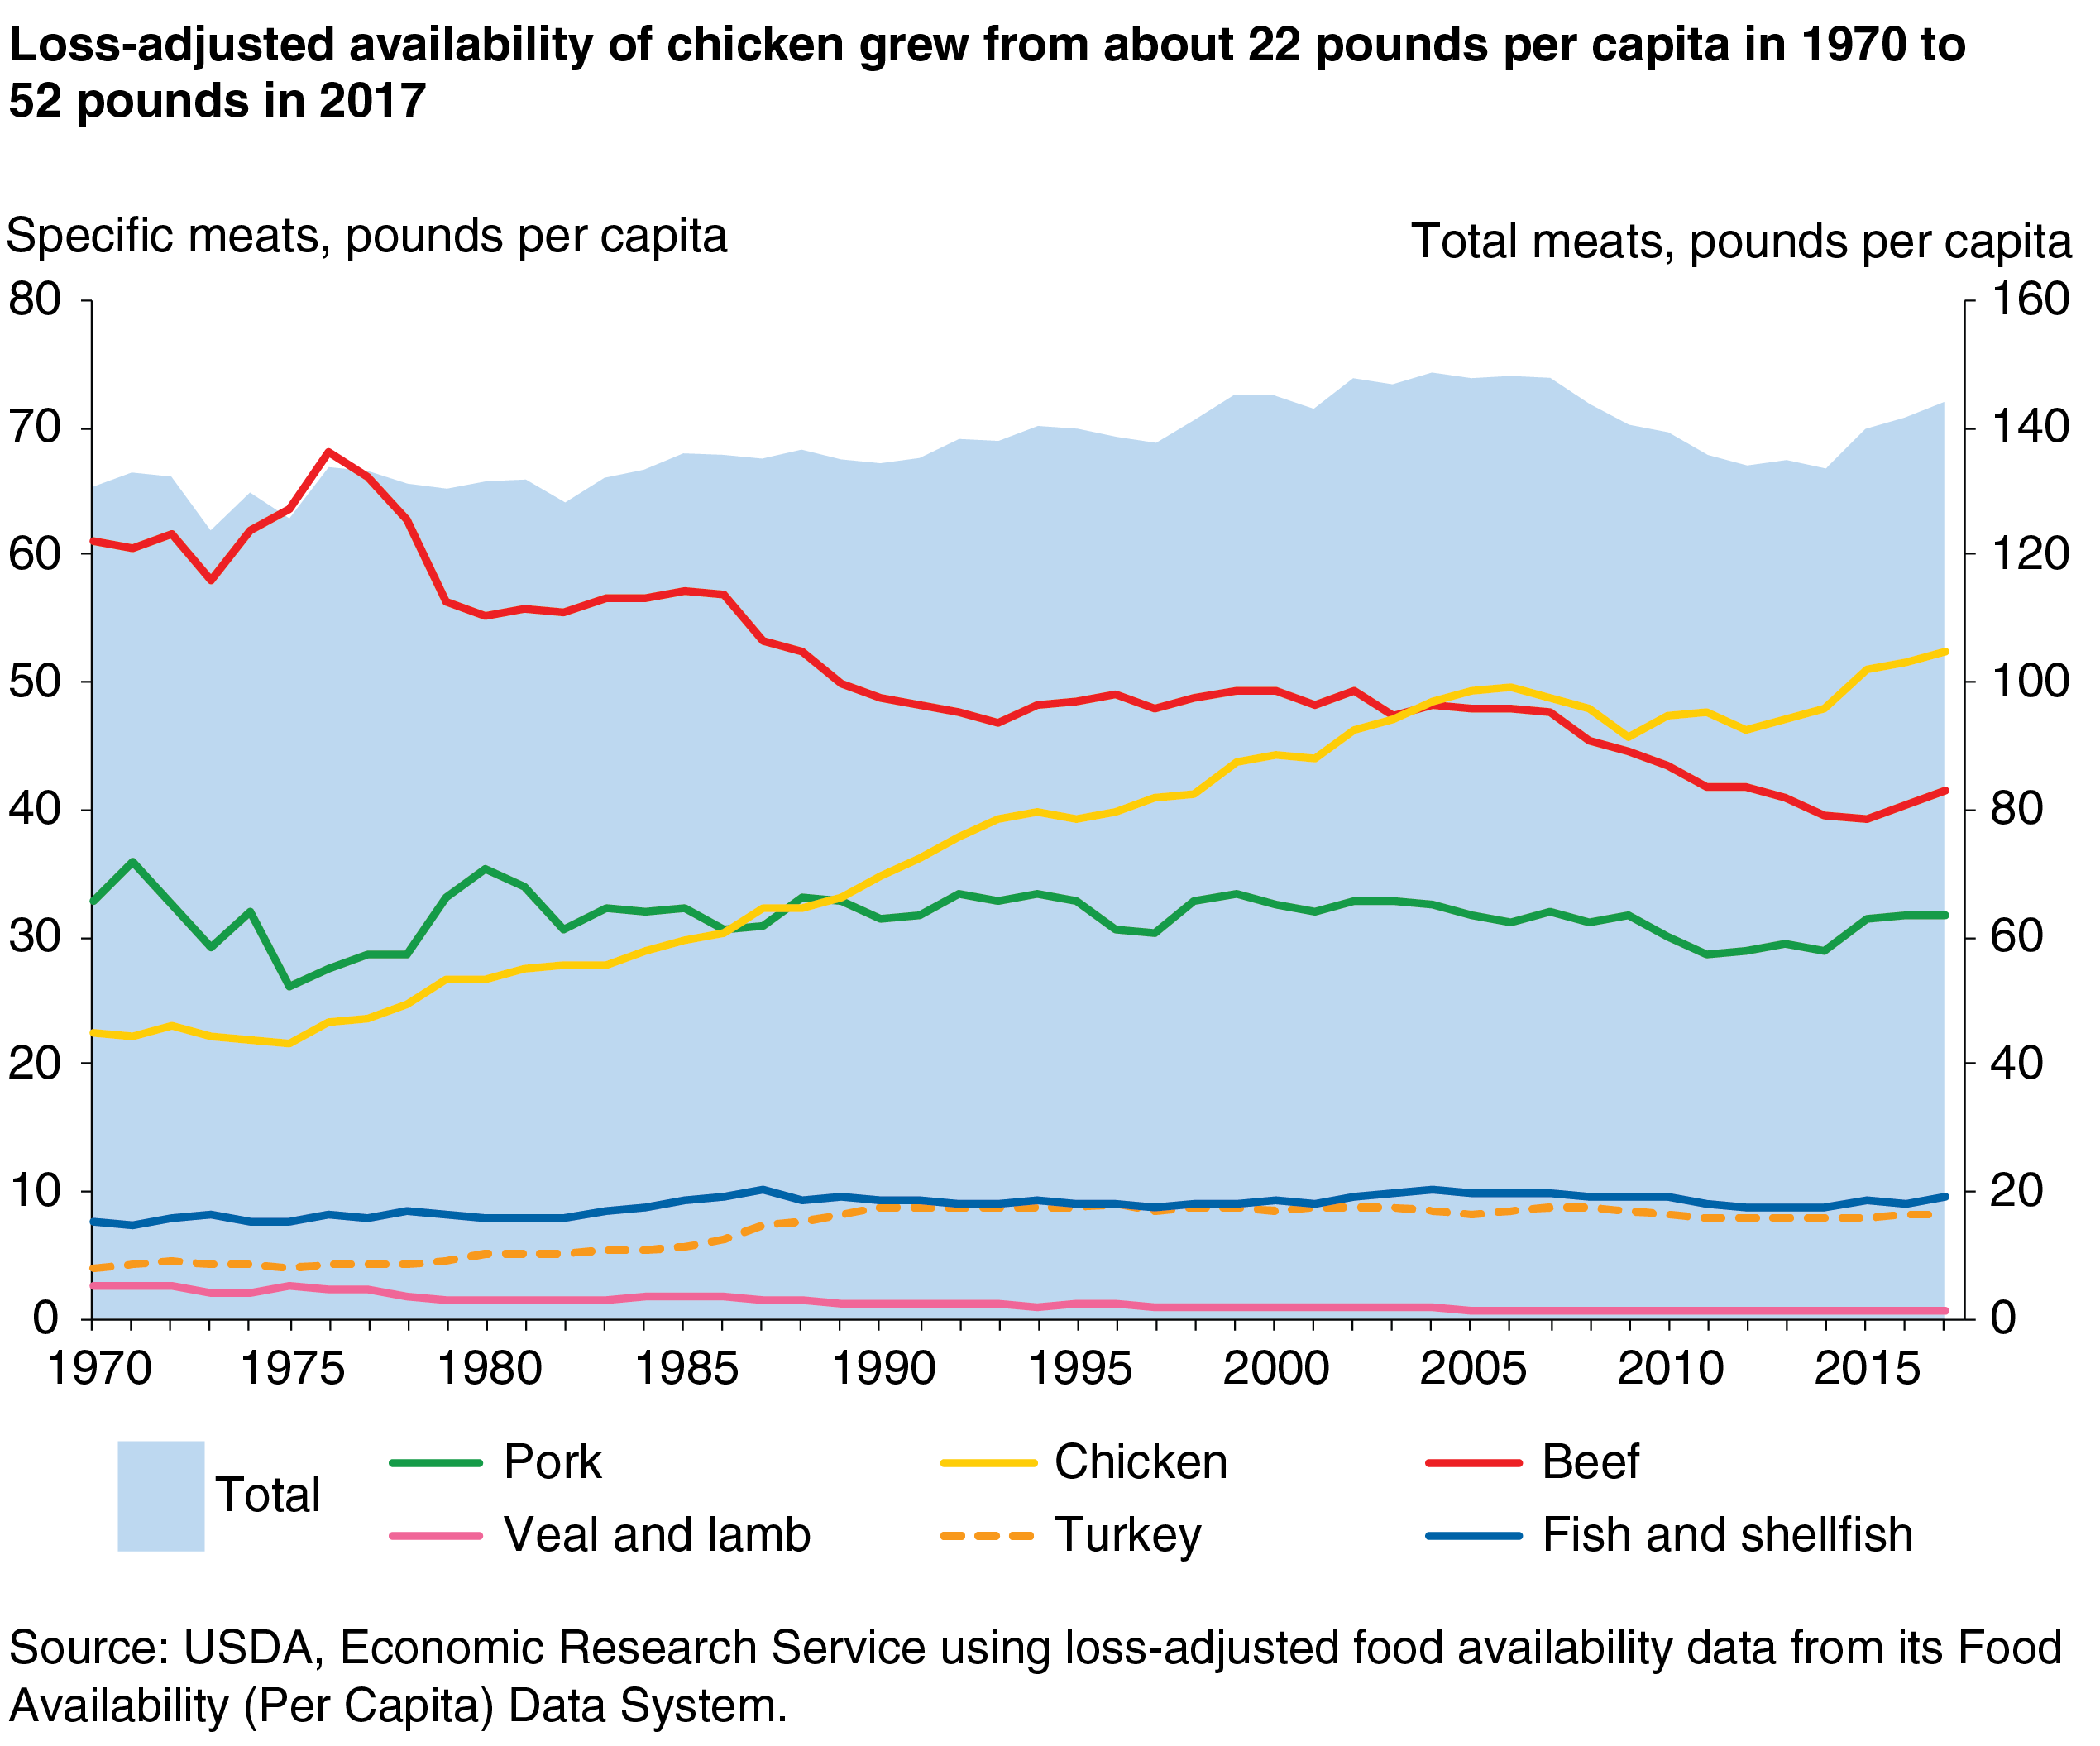 Loss-adjusted availability of chicken grew from about 22 pounds per capita in 1970 to
52 pounds in 2017
Specific meats, pounds per capita
Total meats, pounds per capita
80
160
70
140
60
120
50
100
40
80
30
60
20
40
10
20
0
0
1970
1975
1980
1985
1990
1995
2000
2005
2010
2015
Total
Pork
Chicken
Beef
Veal and lamb
Turkey
Fish and shellfish
Source: USDA, Economic Research Service using loss-adjusted food availability data from its Food
Availability (Per Capita) Data System.